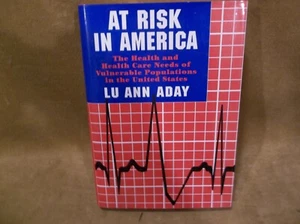 AT RISK
IN AMERICA
The Health and
Health Care Needs of
Vulnerable Populations
in the United States
LU ANN ADAY